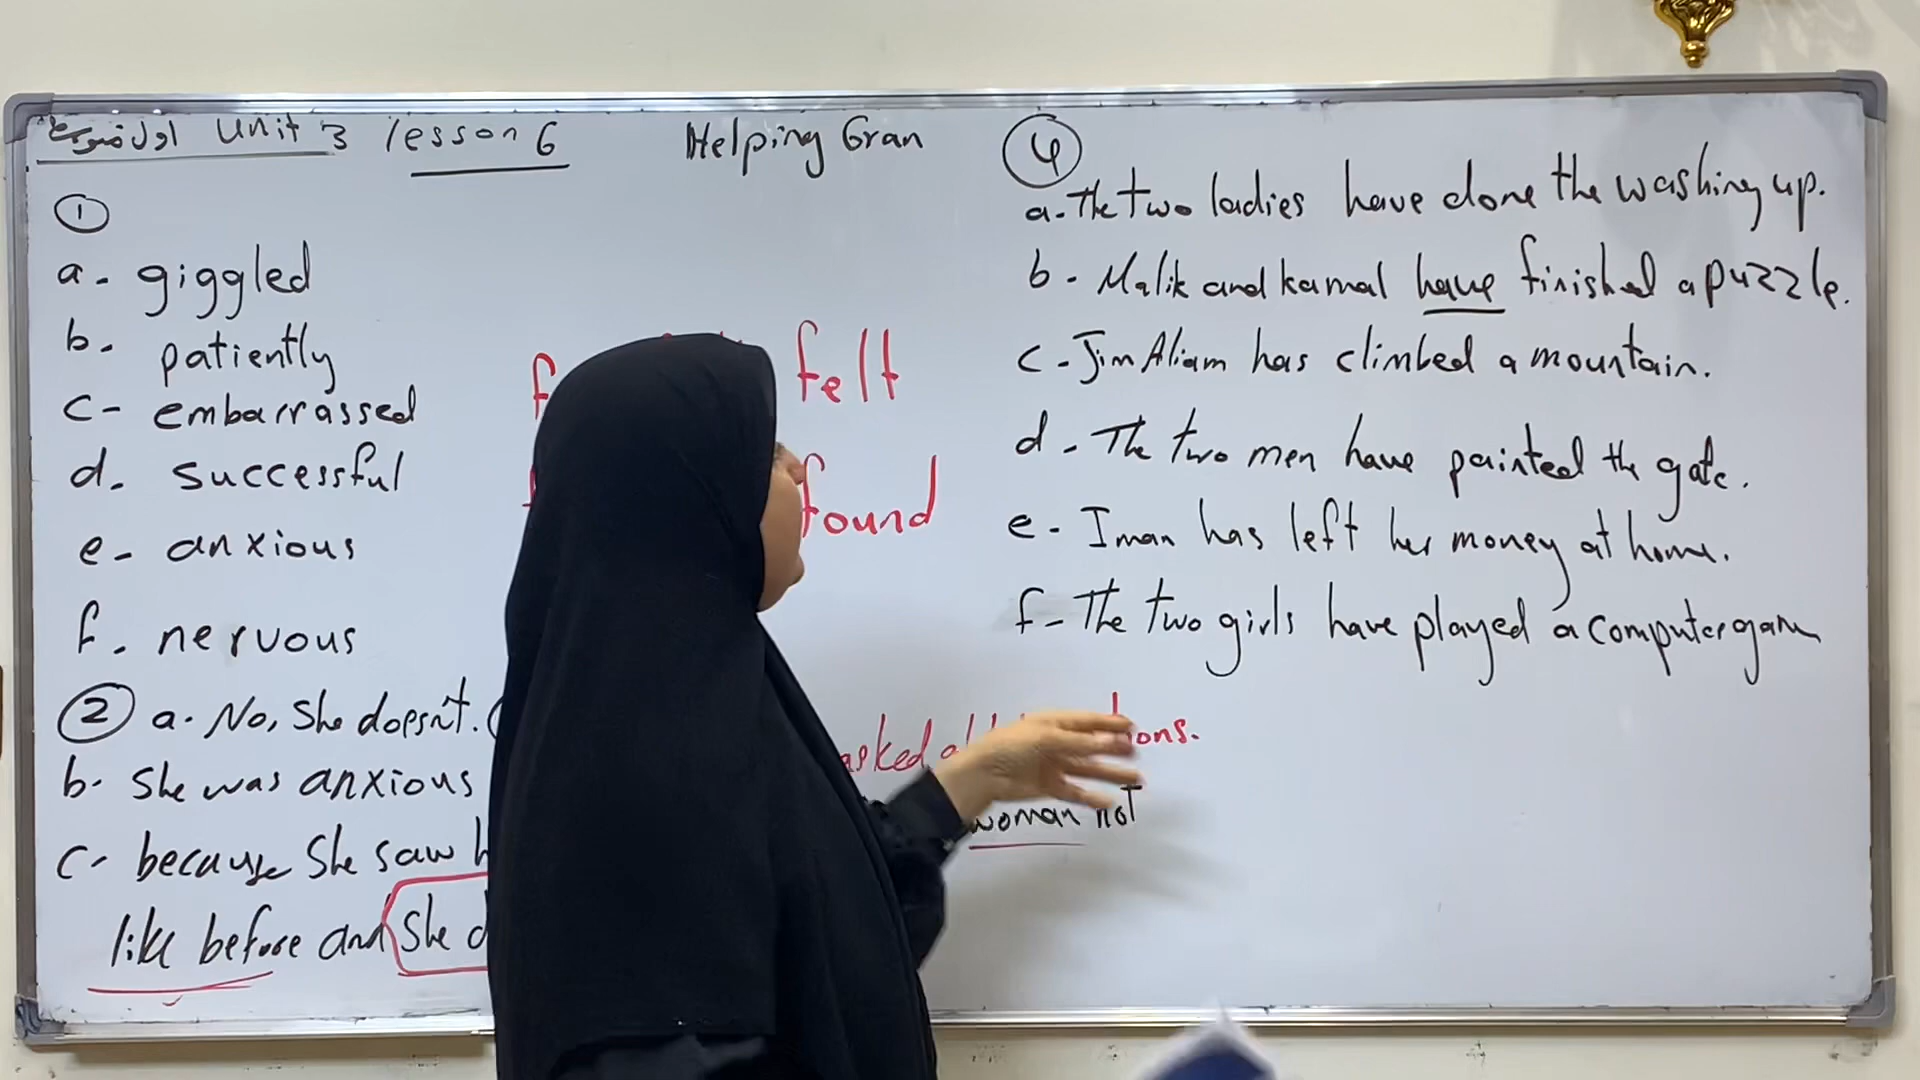 اول متوسط Unit 3 lesson 6 Helping Gran
①
a- giggled
b. patiently
c- embarrassed
d. successful
e- anxious
f. nervous
② a. No, She doesn't.
b. She was anxious
c- because She saw
like before and She
felt
found
asked
woman not
④
a- The two ladies have done the washing up.
b- Malik and kamal have finished a puzzle.
c- Jim Aliam has climbed a mountain.
d- The two men have painted the gate.
e- Iman has left her money at home.
f- The two girls have played a computer game